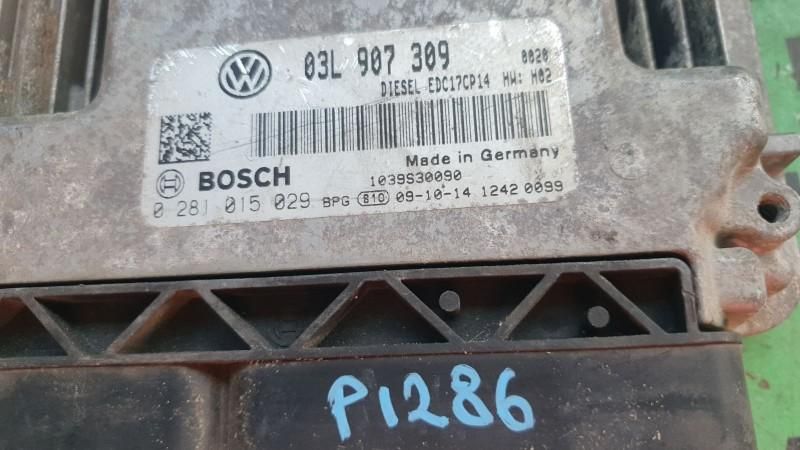 03L 907 309 0020
DIESEL EDC17CP14 HW: H02
Made in Germany
BOSCH 1039S30090
0 281 015 029 BPG 810 09-10-14 1242 0099
P1286